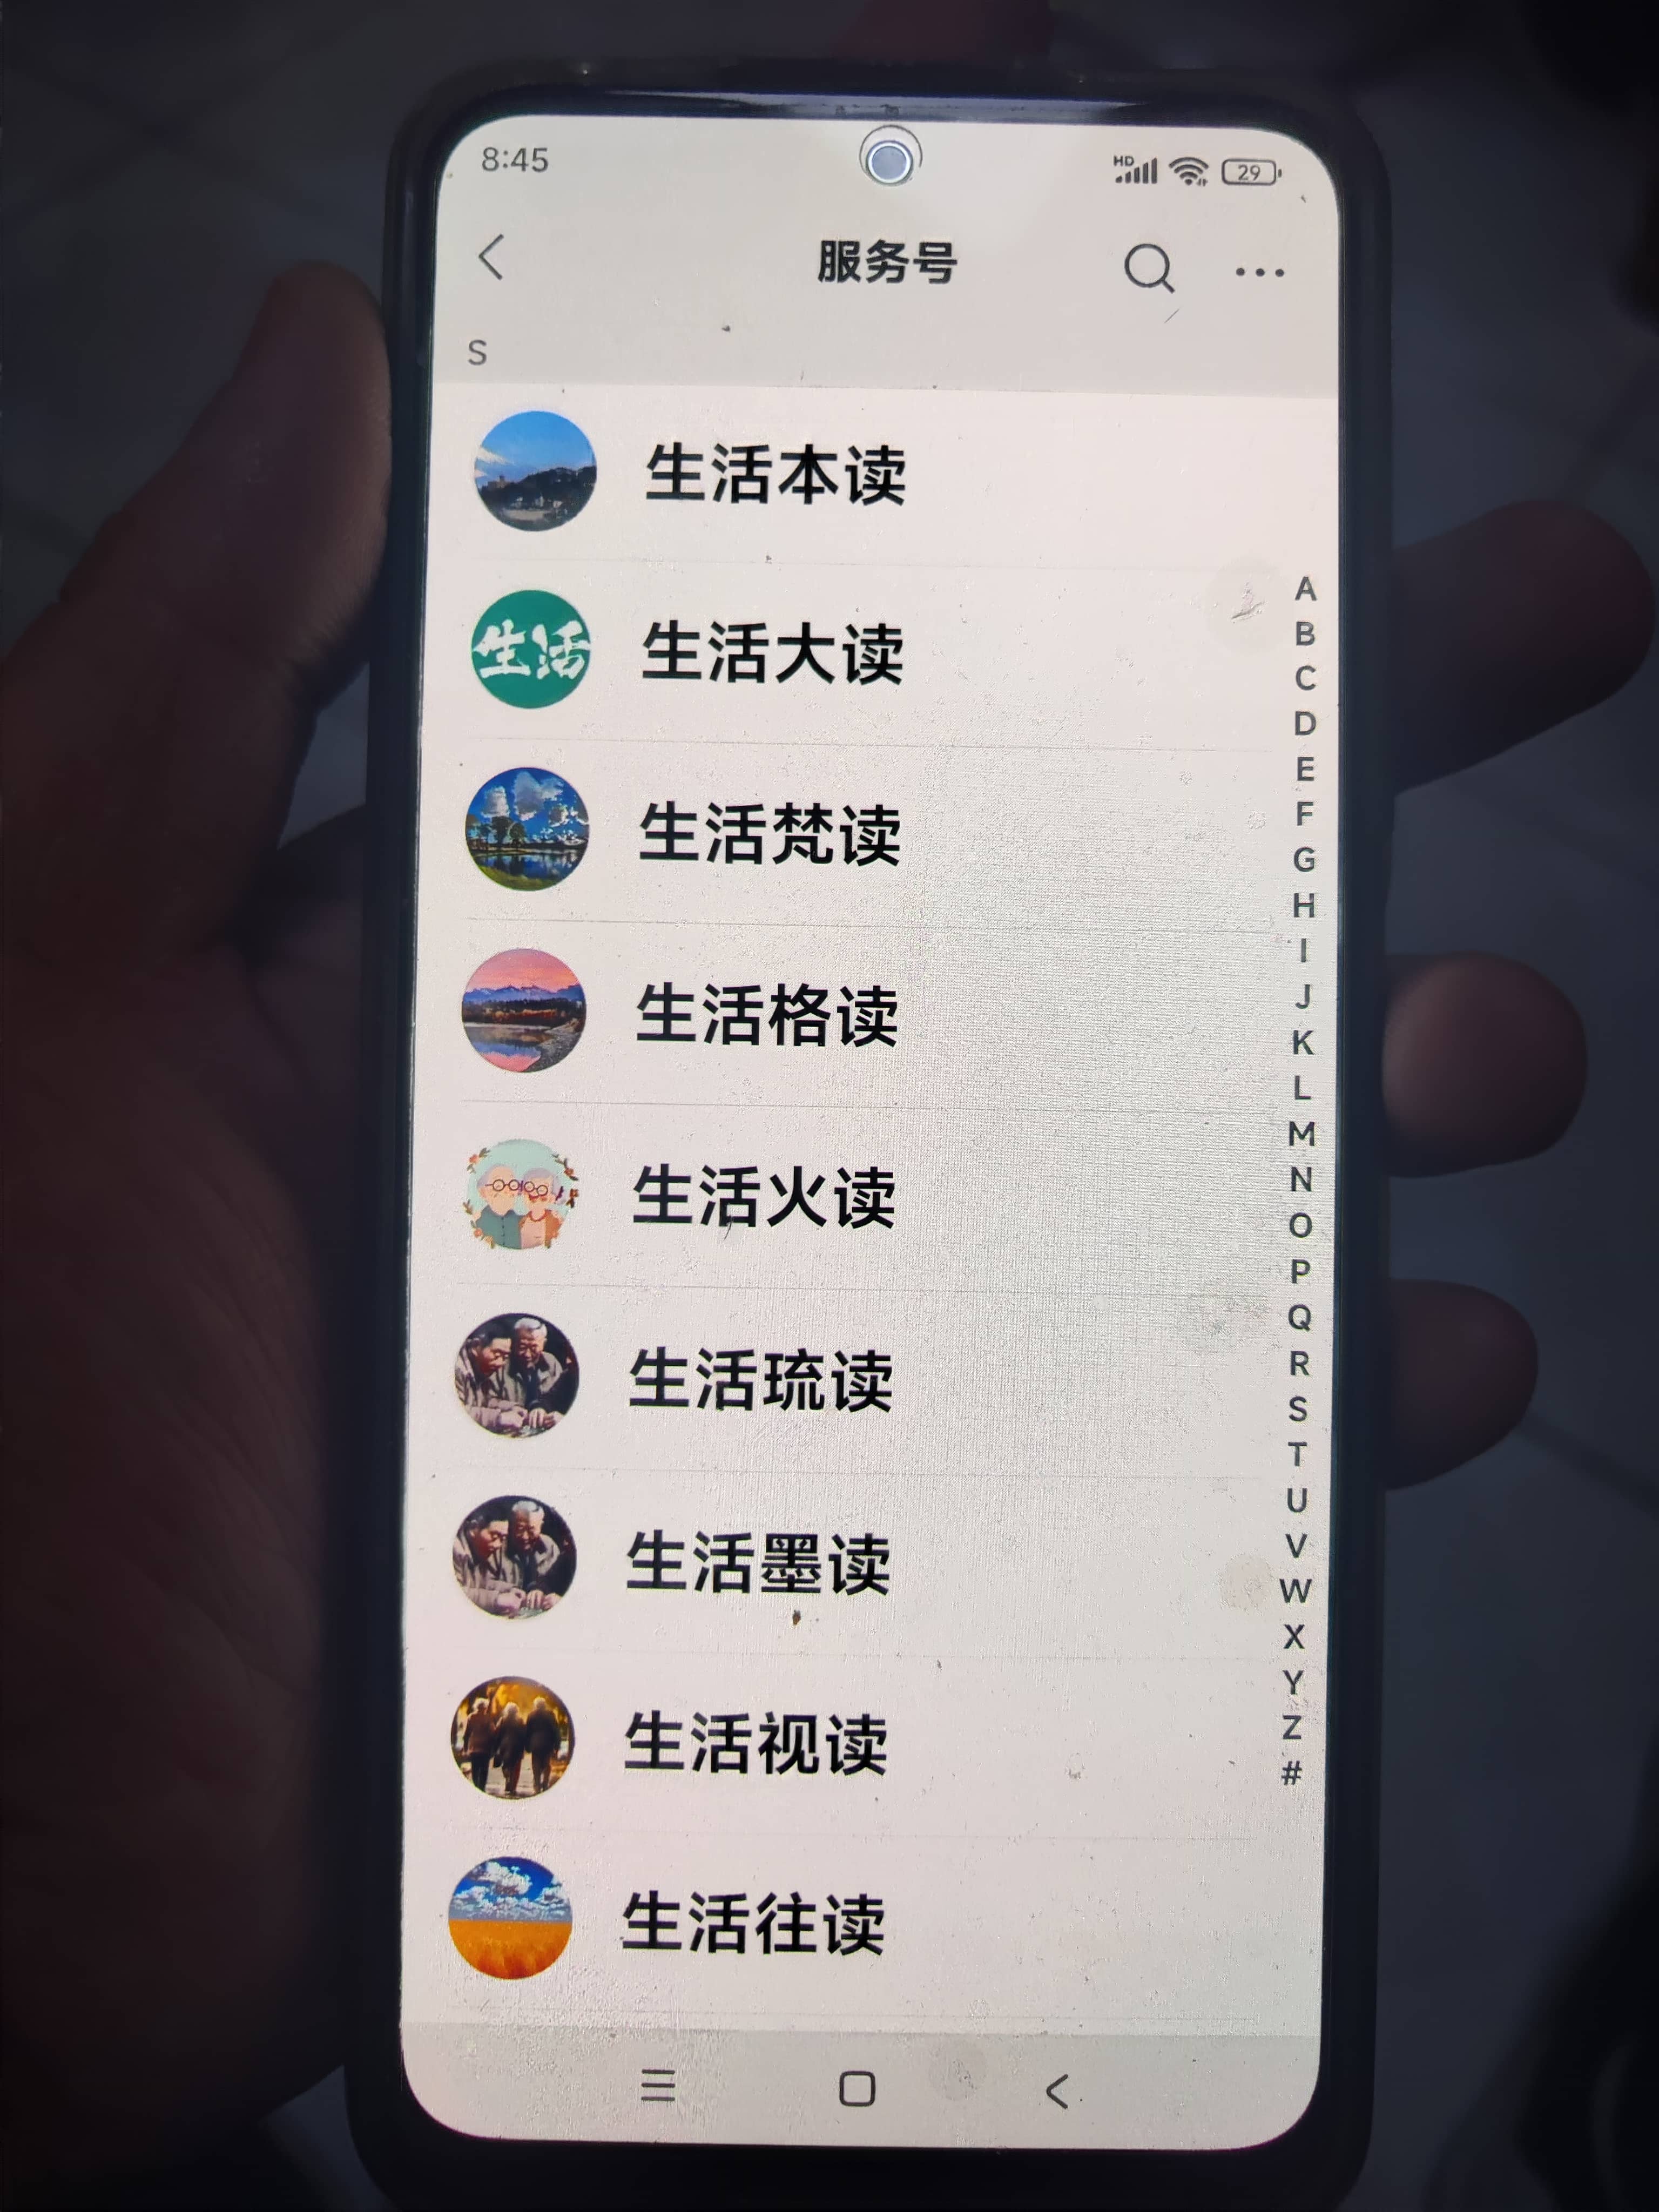 8:45
HD
29
服务号
S
生活本读
生活
生活大读
生活梵读
生活格读
生活火读
生活琉读
生活墨读
生活视读
生活往读
A
B
C
D
E
F
G
H
I
J
K
L
M
N
O
P
Q
R
S
T
U
V
W
X
Y
Z
#